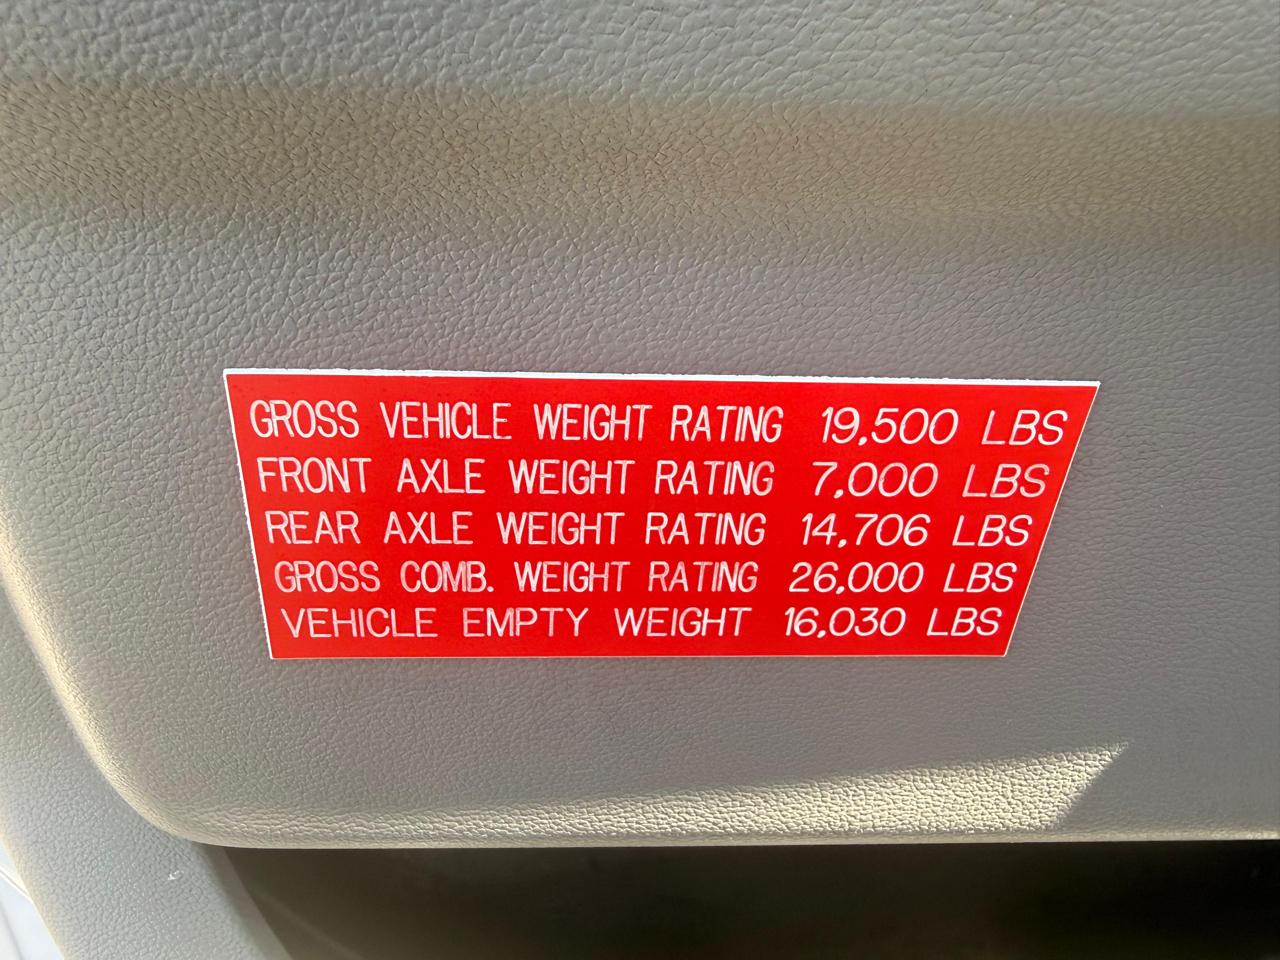 GROSS VEHICLE WEIGHT RATING 19,500 LBS
FRONT AXLE WEIGHT RATING 7,000 LBS
REAR AXLE WEIGHT RATING 14,706 LBS
GROSS COMB. WEIGHT RATING 26,000 LBS
VEHICLE EMPTY WEIGHT 16,030 LBS